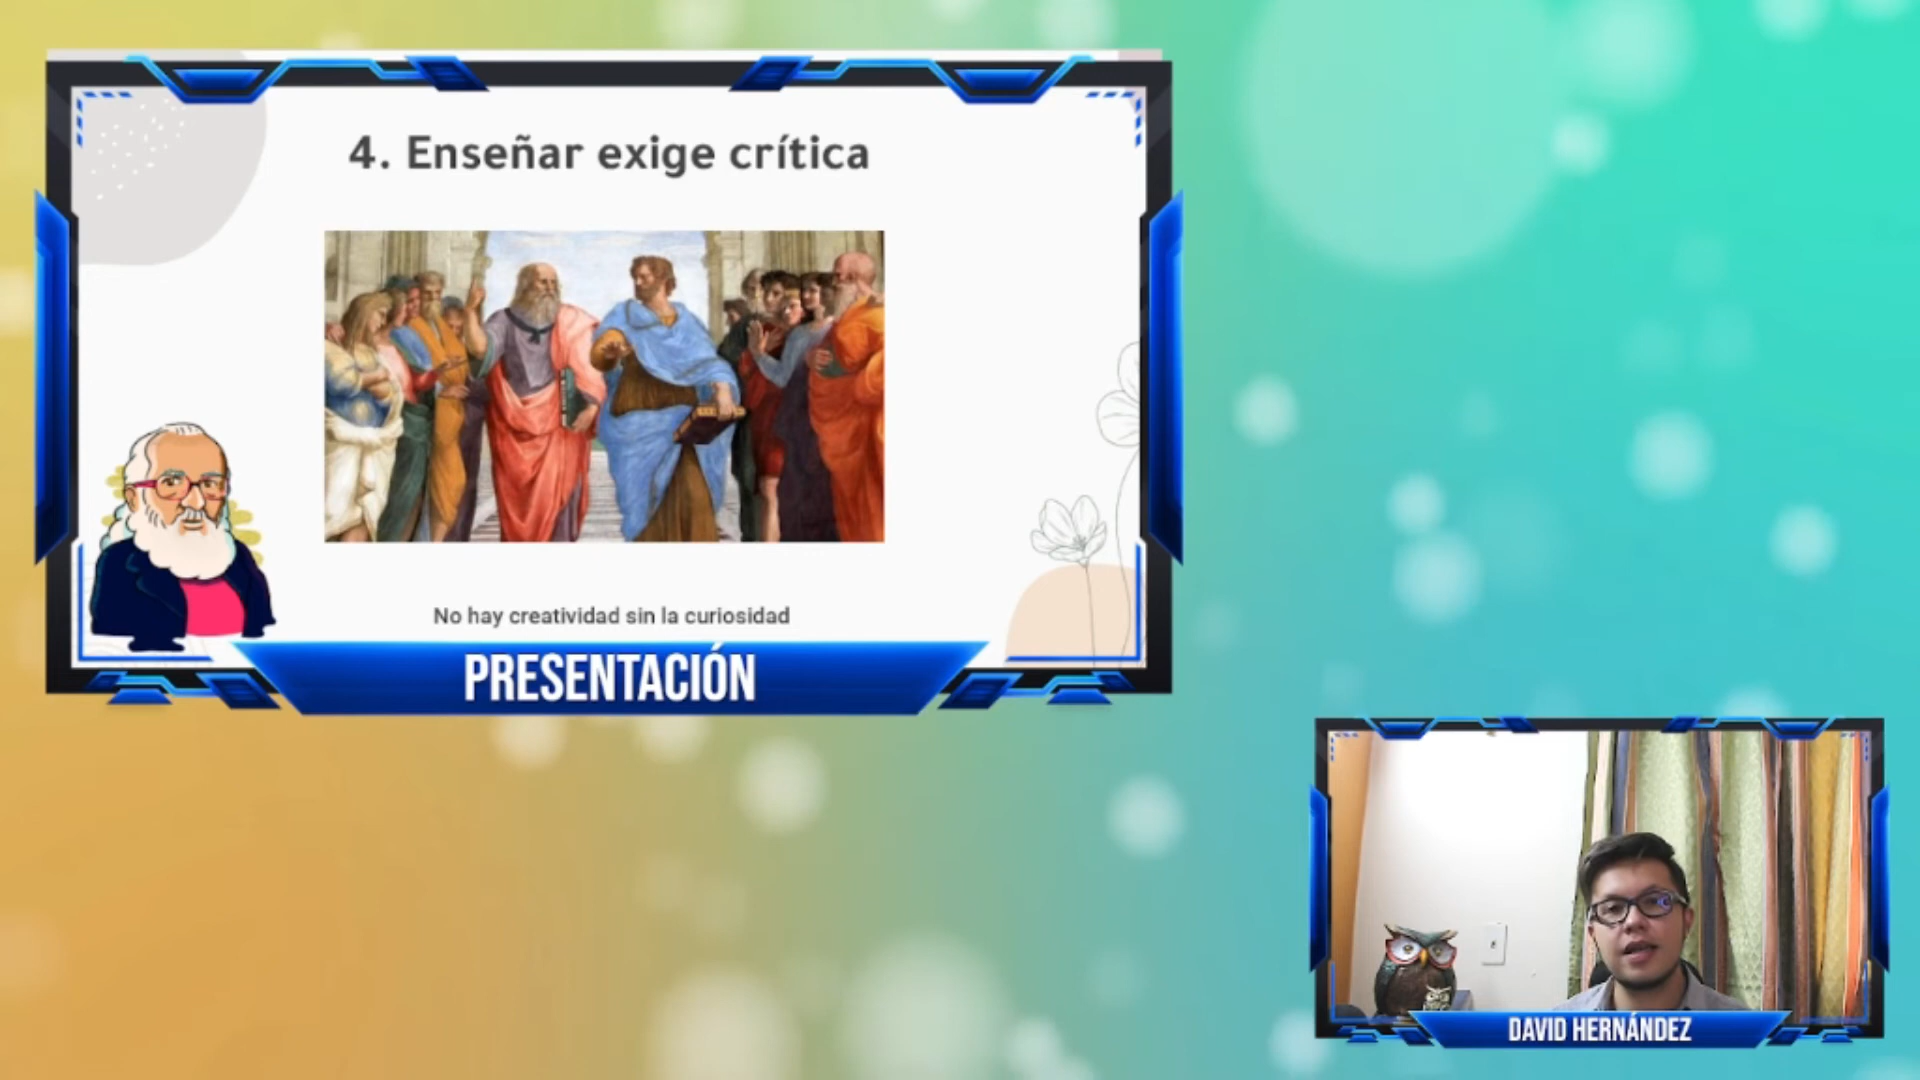 4. Enseñar exige crítica
No hay creatividad sin la curiosidad
PRESENTACIÓN
DAVID HERNÁNDEZ